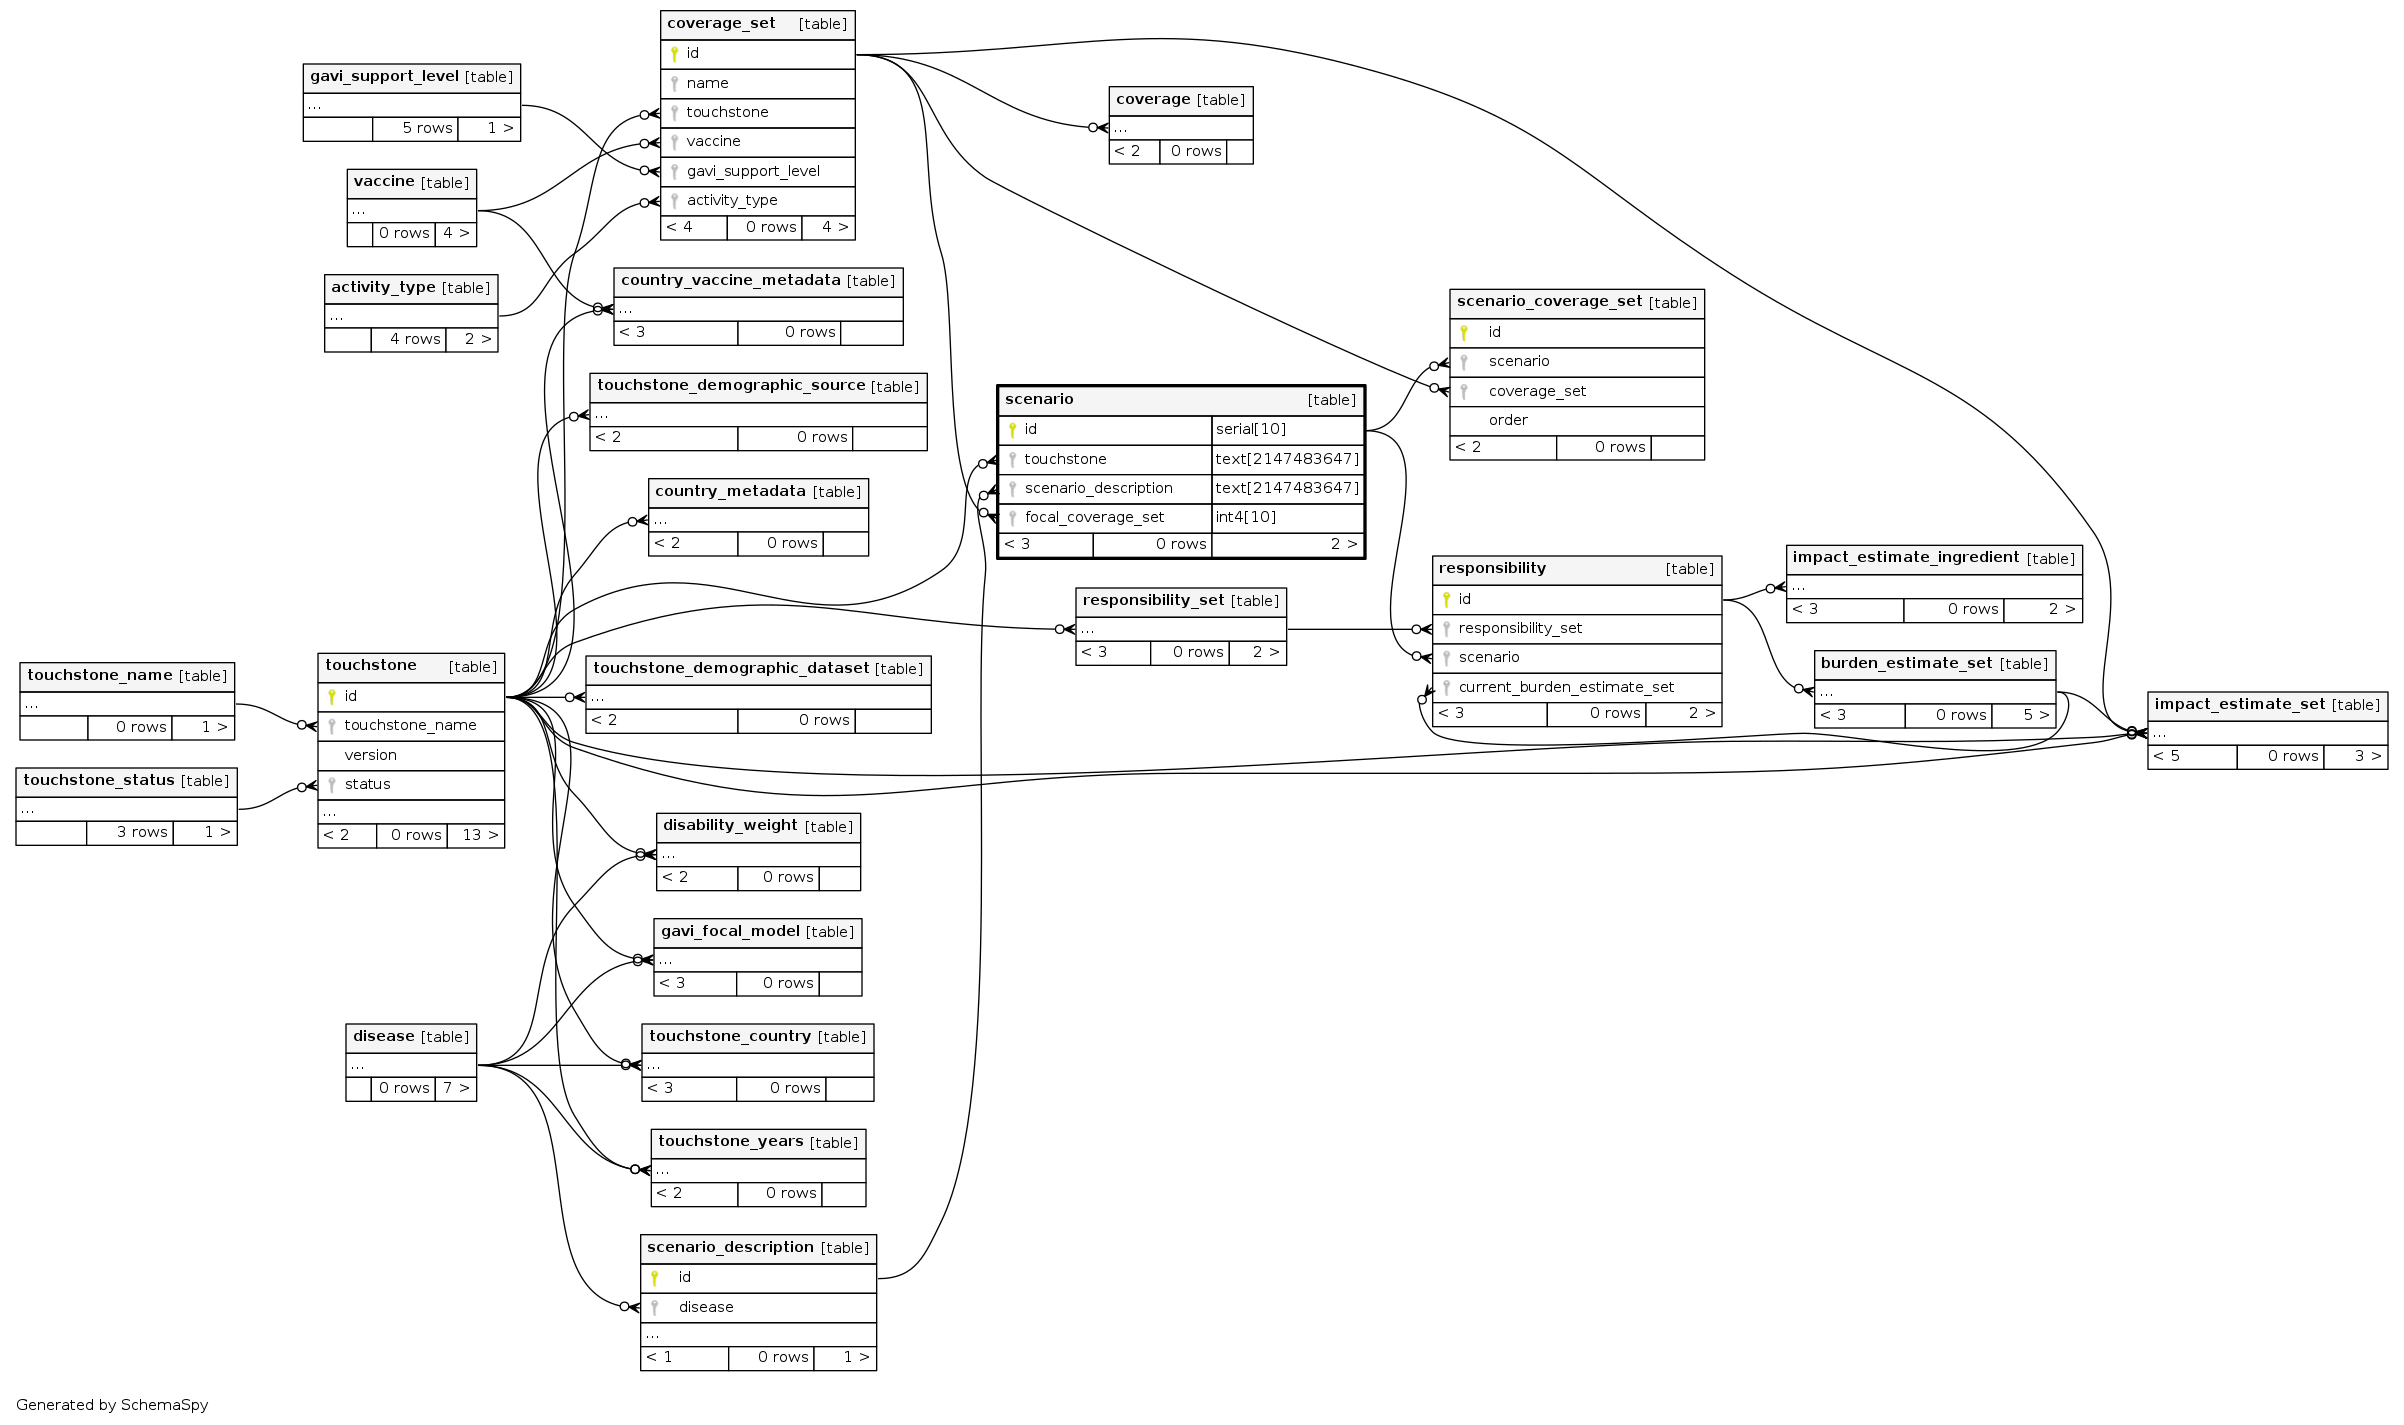 coverage_set [table]
id
name
touchstone
vaccine
gavi_support_level
activity_type
< 4 0 rows 4 >
gavi_support_level [table]
...
5 rows 1 >
vaccine [table]
...
0 rows 4 >
activity_type [table]
...
4 rows 2 >
coverage [table]
...
< 2 0 rows
country_vaccine_metadata [table]
...
< 3 0 rows
touchstone_demographic_source [table]
...
< 2 0 rows
country_metadata [table]
...
< 2 0 rows
scenario [table]
id serial[10]
touchstone text[2147483647]
scenario_description text[2147483647]
focal_coverage_set int4[10]
< 3 0 rows 2 >
scenario_coverage_set [table]
id
scenario
coverage_set
order
< 2 0 rows
responsibility_set [table]
...
< 3 0 rows 2 >
responsibility [table]
id
responsibility_set
scenario
current_burden_estimate_set
< 3 0 rows 2 >
impact_estimate_ingredient [table]
...
< 3 0 rows 2 >
burden_estimate_set [table]
...
< 3 0 rows 5 >
impact_estimate_set [table]
...
< 5 0 rows 3 >
touchstone_name [table]
...
0 rows 1 >
touchstone_status [table]
...
3 rows 1 >
touchstone [table]
id
touchstone_name
version
status
...
< 2 0 rows 13 >
touchstone_demographic_dataset [table]
...
< 2 0 rows
disability_weight [table]
...
< 2 0 rows
gavi_focal_model [table]
...
< 3 0 rows
disease [table]
...
0 rows 7 >
touchstone_country [table]
...
< 3 0 rows
touchstone_years [table]
...
< 2 0 rows
scenario_description [table]
id
disease
...
< 1 0 rows 1 >
Generated by SchemaSpy